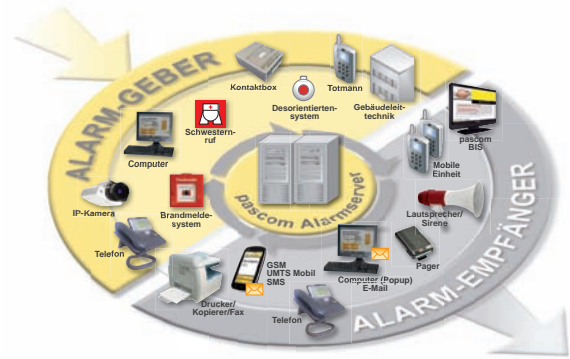 ALARM-GEBER
Kontaktbox
Totmann
Desorientierten-
system
Gebäudeleit-
technik
Schwestern-
ruf
Computer
pascom
BIS
Mobile
Einheit
IP-Kamera
Brandmelde-
system
pascom Alarmserver
Lautsprecher/
Sirene
Telefon
Pager
GSM
UMTS Mobil
SMS
Computer (Popup)
E-Mail
Drucker/
Kopierer/Fax
Telefon
ALARM-EMPFÄNGER